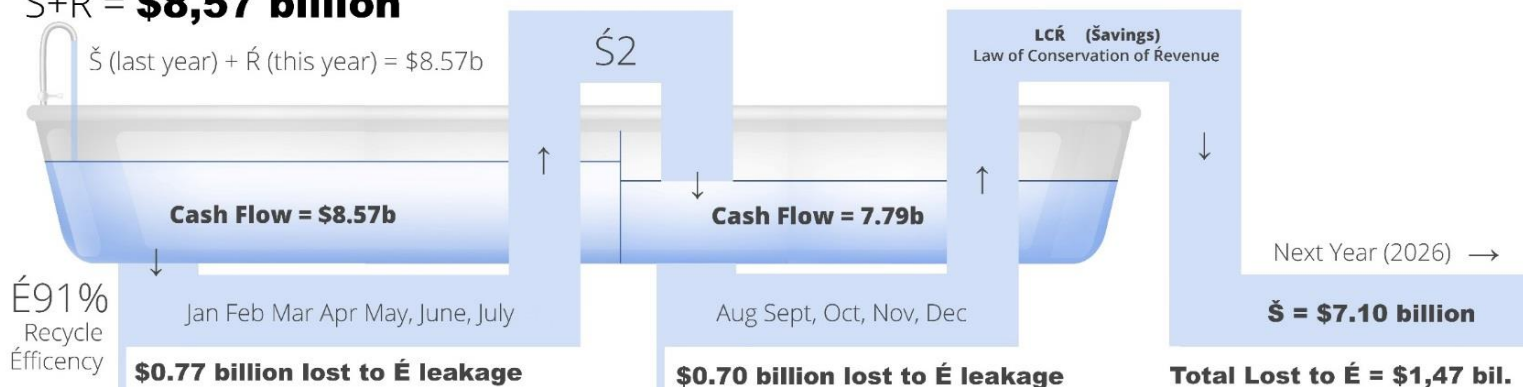 Š+Ŕ = $8,57 billion
Š (last year) + Ŕ (this year) = $8.57b
Ś2
LCŔ (Šavings)
Law of Conservation of Ŕevenue
Cash Flow = $8.57b
Cash Flow = 7.79b
Next Year (2026) →
É91%
Recycle
Éfficency
Jan Feb Mar Apr May, June, July
Aug Sept, Oct, Nov, Dec
Š = $7.10 billion
$0.77 billion lost to É leakage
$0.70 billion lost to É leakage
Total Lost to É = $1,47 bil.